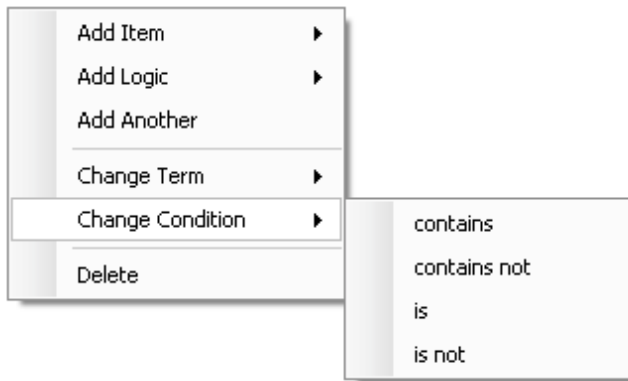 Add Item
Add Logic
Add Another
Change Term
Change Condition
Delete
contains
contains not
is
is not